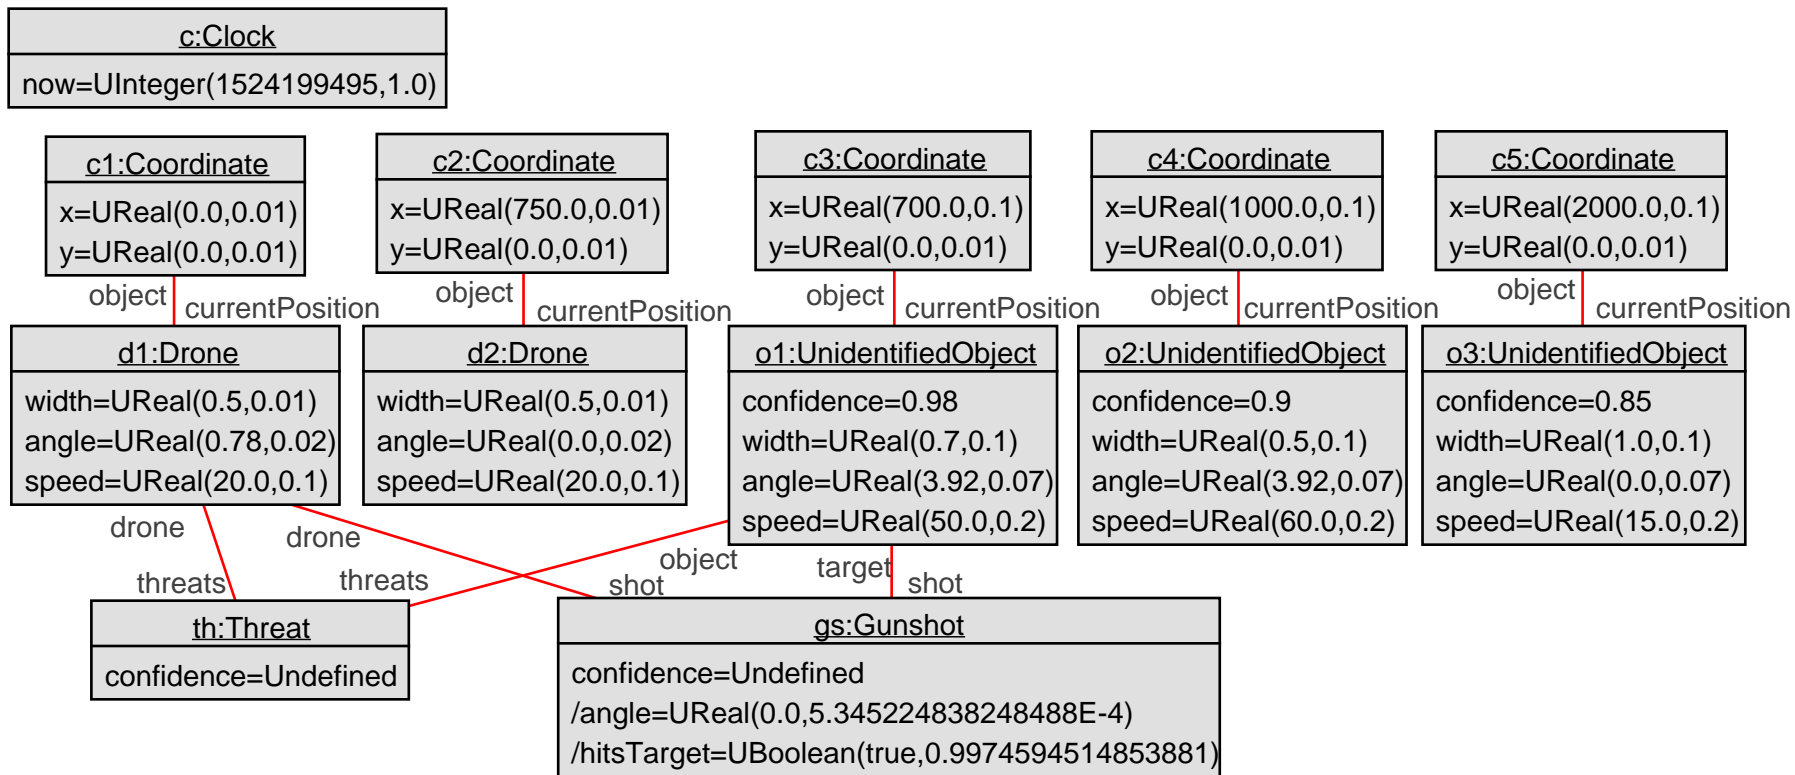 c:Clock
now=UInteger(1524199495,1.0)
c1:Coordinate
x=UReal(0.0,0.01)
y=UReal(0.0,0.01)
c2:Coordinate
x=UReal(750.0,0.01)
y=UReal(0.0,0.01)
c3:Coordinate
x=UReal(700.0,0.1)
y=UReal(0.0,0.01)
c4:Coordinate
x=UReal(1000.0,0.1)
y=UReal(0.0,0.01)
c5:Coordinate
x=UReal(2000.0,0.1)
y=UReal(0.0,0.01)
object
currentPosition
object
currentPosition
object
currentPosition
object
currentPosition
object
currentPosition
d1:Drone
width=UReal(0.5,0.01)
angle=UReal(0.78,0.02)
speed=UReal(20.0,0.1)
d2:Drone
width=UReal(0.5,0.01)
angle=UReal(0.0,0.02)
speed=UReal(20.0,0.1)
o1:UnidentifiedObject
confidence=0.98
width=UReal(0.7,0.1)
angle=UReal(3.92,0.07)
speed=UReal(50.0,0.2)
o2:UnidentifiedObject
confidence=0.9
width=UReal(0.5,0.1)
angle=UReal(3.92,0.07)
speed=UReal(60.0,0.2)
o3:UnidentifiedObject
confidence=0.85
width=UReal(1.0,0.1)
angle=UReal(0.0,0.07)
speed=UReal(15.0,0.2)
drone
drone
object
target
threats
threats
shot
shot
th:Threat
confidence=Undefined
gs:Gunshot
confidence=Undefined
/angle=UReal(0.0,5.345224838248488E-4)
/hitsTarget=UBoolean(true,0.9974594514853881)